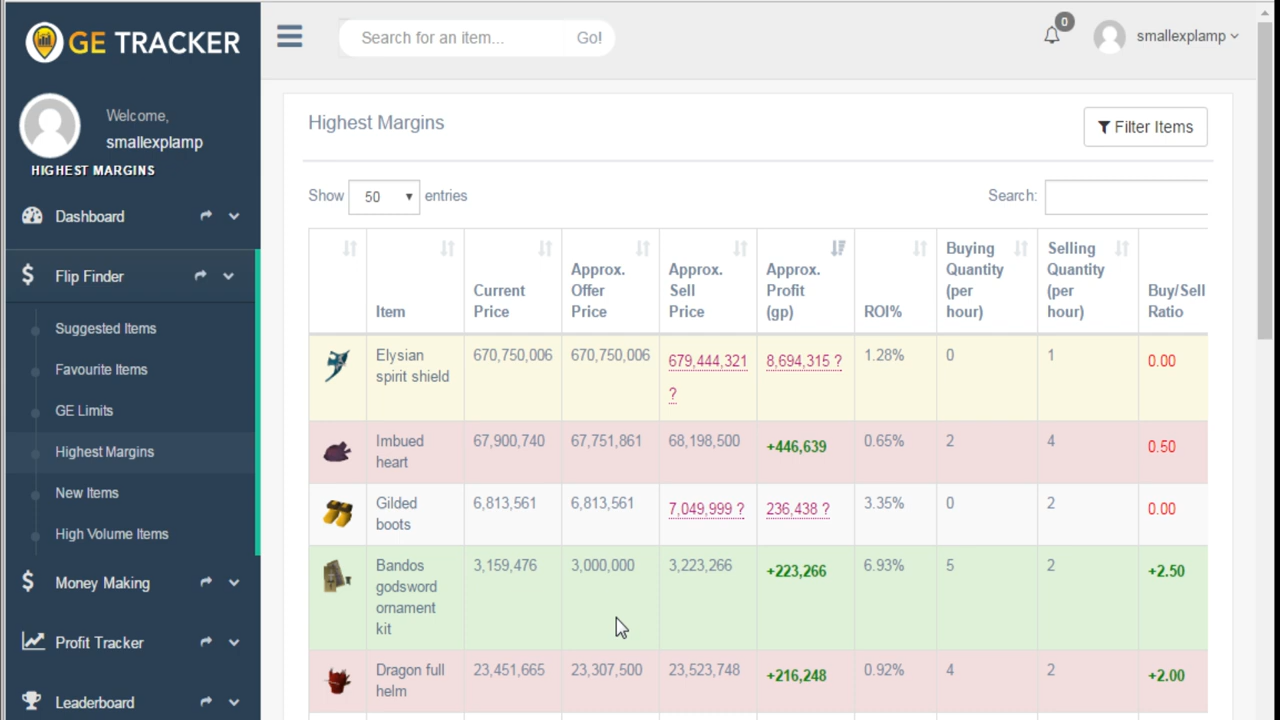 GE TRACKER
Search for an item...
Go!
0
smallexplamp
Welcome,
smallexplamp
HIGHEST MARGINS
Dashboard
Flip Finder
Suggested Items
Favourite Items
GE Limits
Highest Margins
New Items
High Volume Items
Money Making
Profit Tracker
Leaderboard
Highest Margins
Filter Items
Show 50 entries
Search:
Item
Current
Price
Approx.
Offer
Price
Approx.
Sell
Price
Approx.
Profit
(gp)
ROI%
Buying
Quantity
(per
hour)
Selling
Quantity
(per
hour)
Buy/Sell
Ratio
Elysian
spirit shield
670,750,006
670,750,006
679,444,321
?
8,694,315 ?
1.28%
0
1
0.00
Imbued
heart
67,900,740
67,751,861
68,198,500
+446,639
0.65%
2
4
0.50
Gilded
boots
6,813,561
6,813,561
7,049,999 ?
236,438 ?
3.35%
0
2
0.00
Bandos
godsword
ornament
kit
3,159,476
3,000,000
3,223,266
+223,266
6.93%
5
2
+2.50
Dragon full
helm
23,451,665
23,307,500
23,523,748
+216,248
0.92%
4
2
+2.00